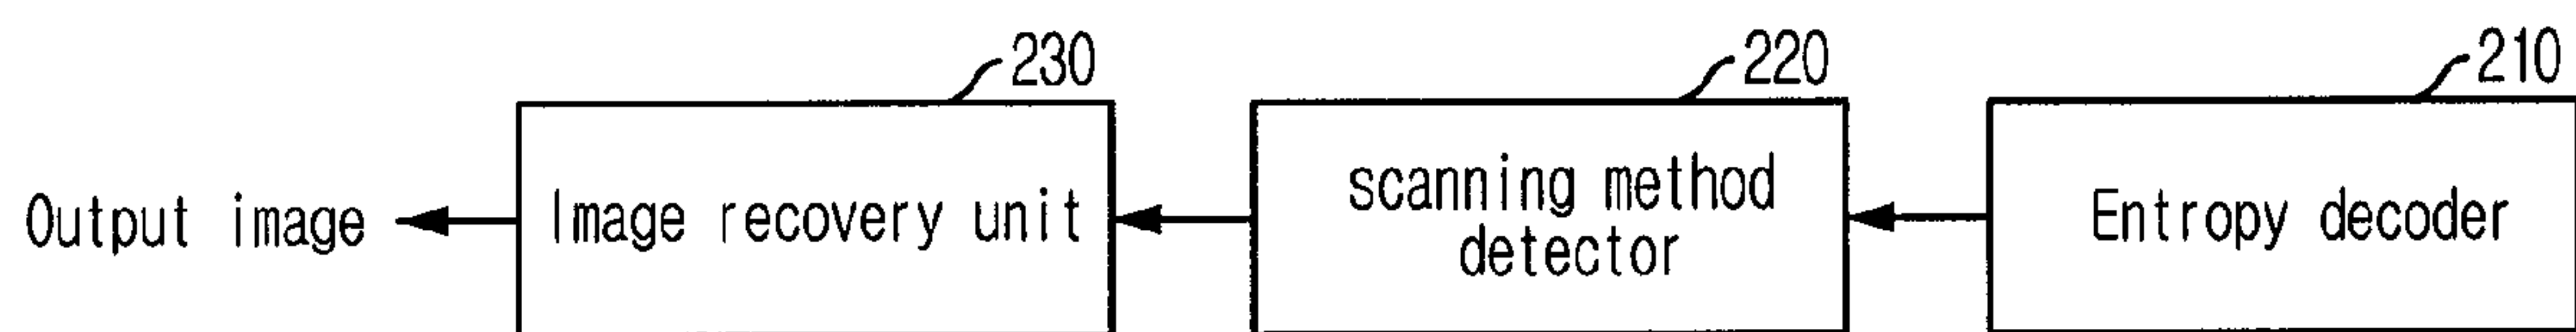 230
220
210
Output image
Image recovery unit
scanning method
detector
Entropy decoder